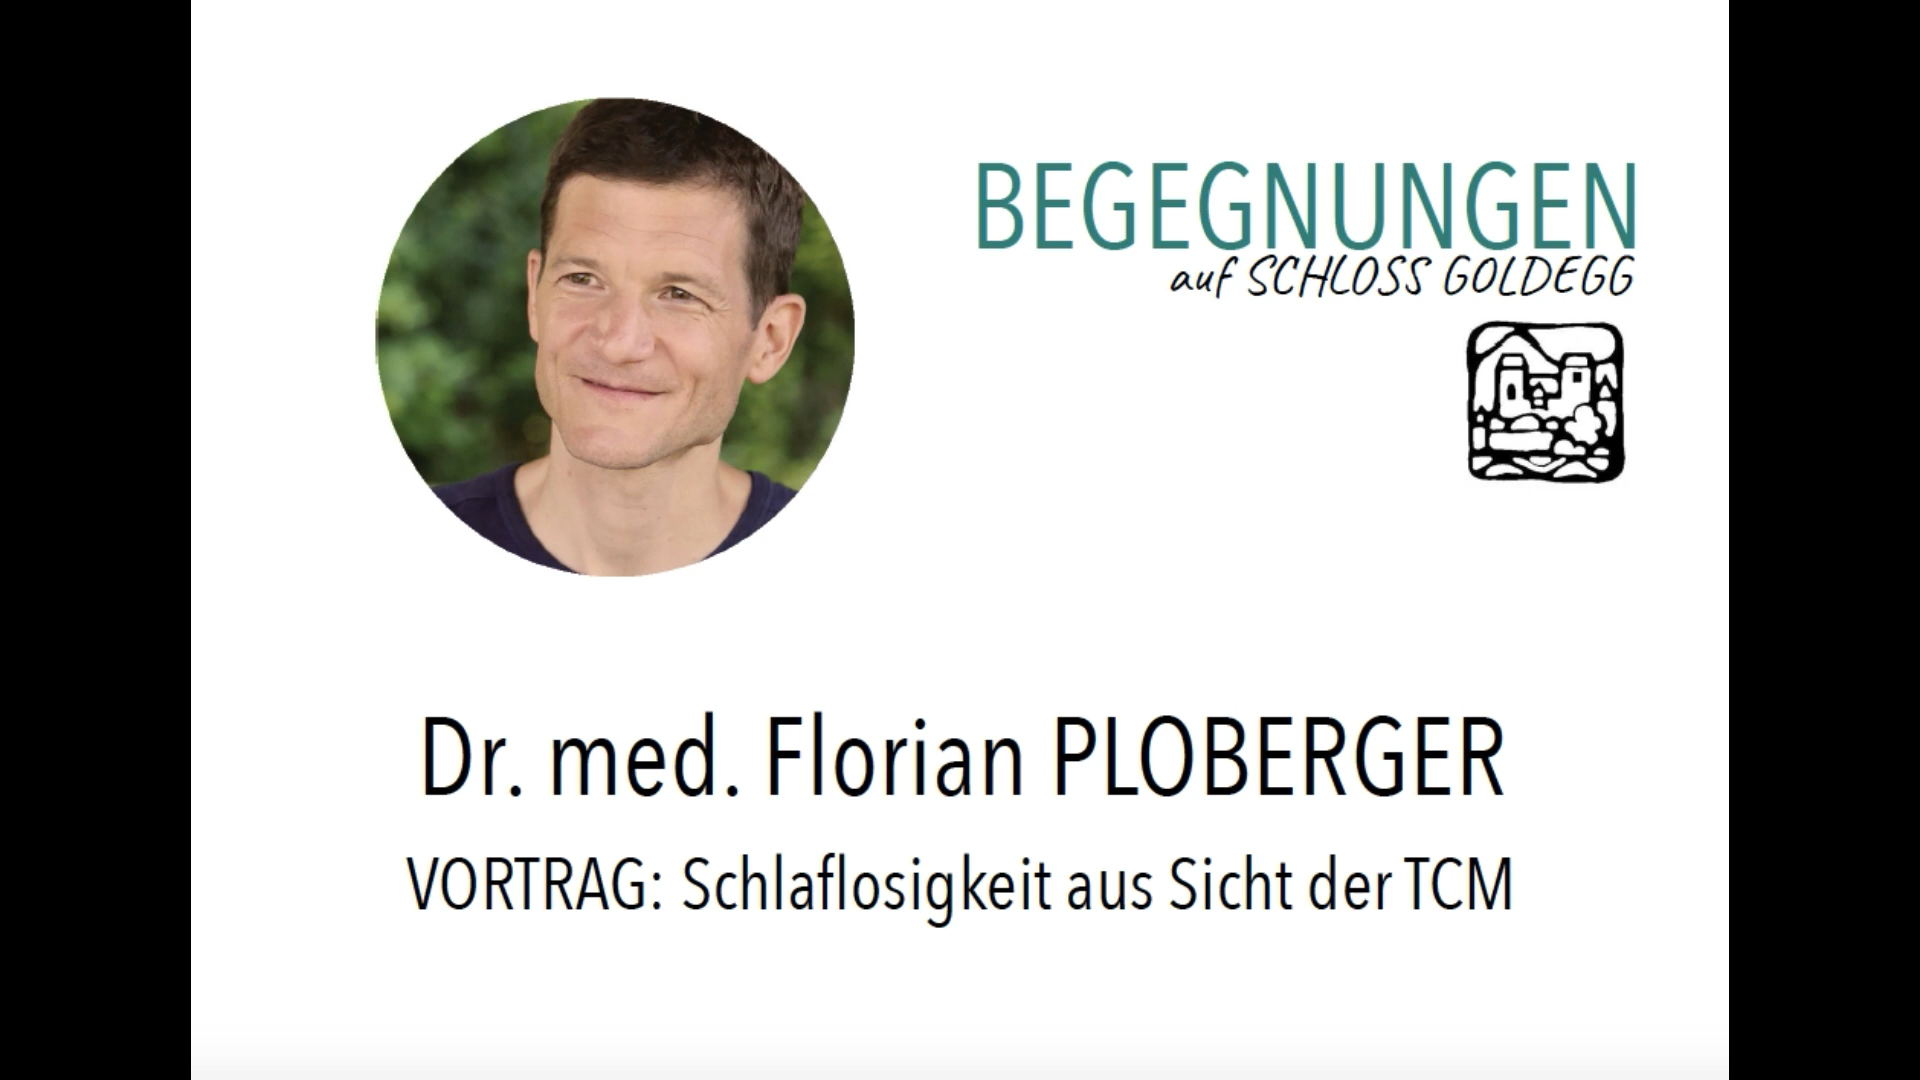 BEGEGNUNGEN
auf SCHLOSS GOLDEGG
Dr. med. Florian PLOBERGER
VORTRAG: Schlaflosigkeit aus Sicht der TCM